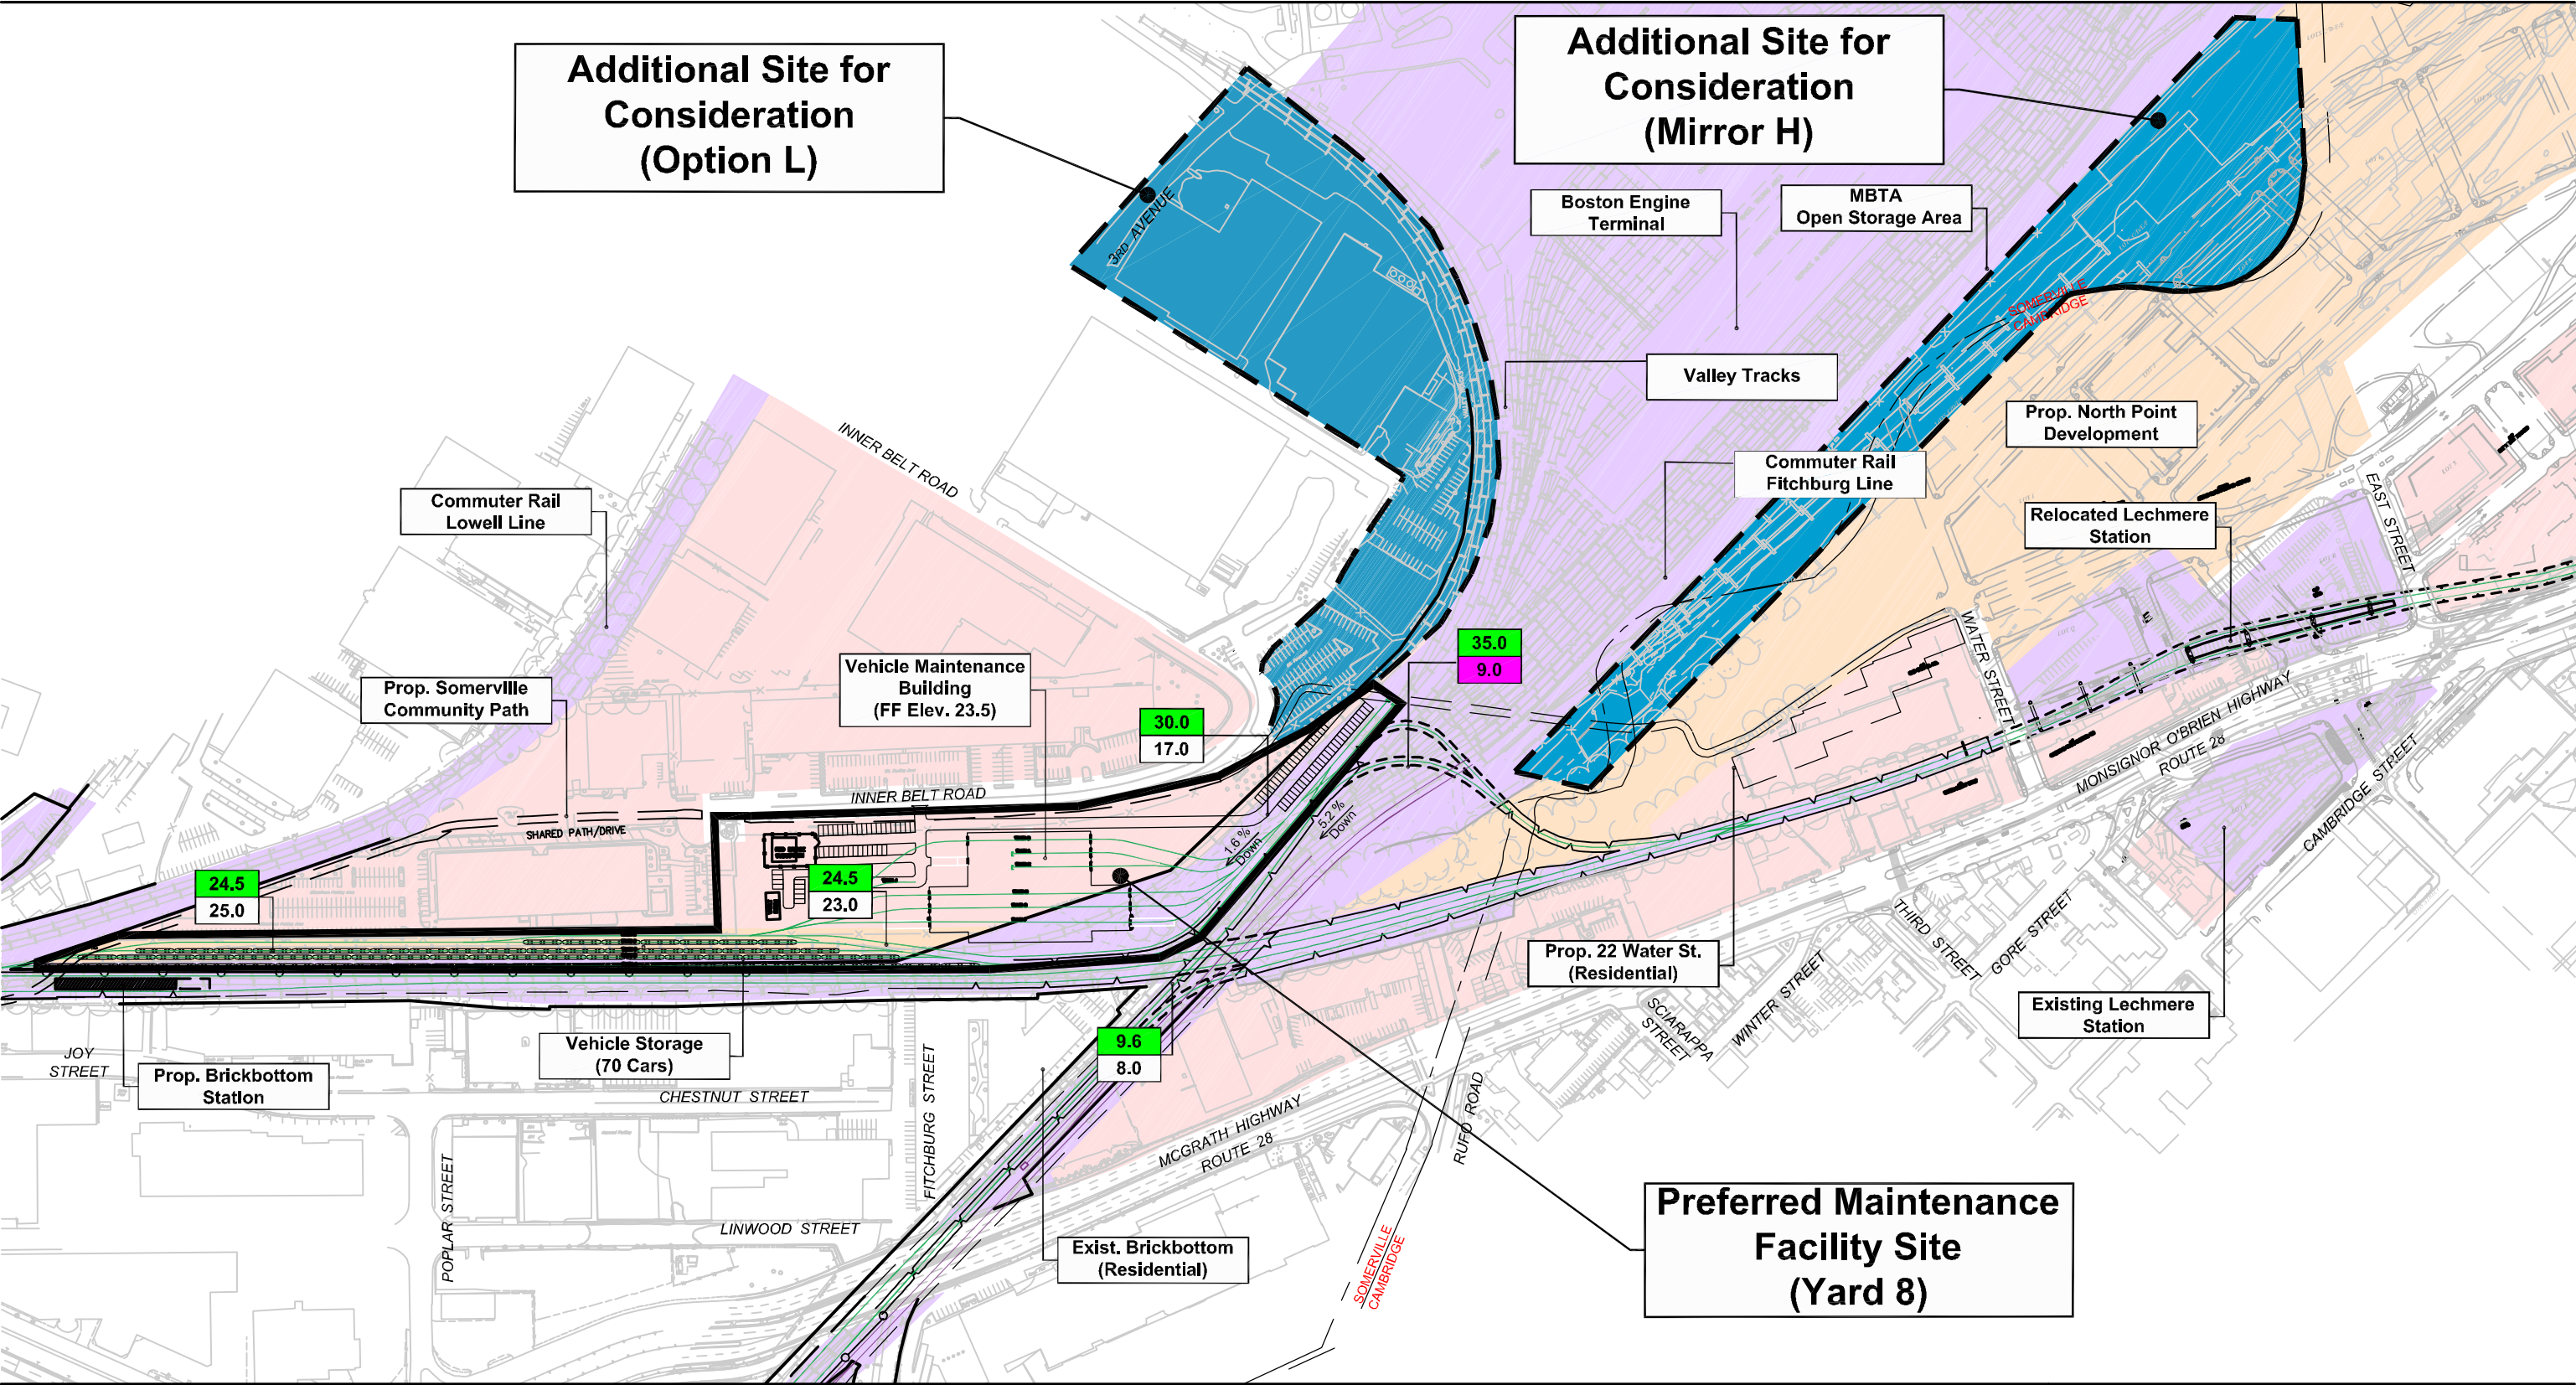 Additional Site for
Consideration
(Option L)
Additional Site for
Consideration
(Mirror H)
3RD AVENUE
Boston Engine
Terminal
MBTA
Open Storage Area
SOMERVILLE
CAMBRIDGE
Valley Tracks
Prop. North Point
Development
INNER BELT ROAD
Commuter Rail
Fitchburg Line
Commuter Rail
Lowell Line
EAST STREET
Relocated Lechmere
Station
WATER STREET
35.0
9.0
Vehicle Maintenance
Building
(FF Elev. 23.5)
Prop. Somerville
Community Path
30.0
17.0
MONSIGNOR O'BRIEN HIGHWAY
ROUTE 28
CAMBRIDGE STREET
INNER BELT ROAD
SHARED PATH/DRIVE
1.6 %
Down
5.2 %
Down
24.5
25.0
24.5
23.0
THIRD STREET
GORE STREET
Prop. 22 Water St.
(Residential)
WINTER STREET
SCIARAPPA
STREET
Existing Lechmere
Station
9.6
8.0
Vehicle Storage
(70 Cars)
JOY
STREET
Prop. Brickbottom
Station
CHESTNUT STREET
FITCHBURG STREET
RUFO ROAD
MCGRATH HIGHWAY
ROUTE 28
POPLAR STREET
LINWOOD STREET
Exist. Brickbottom
(Residential)
SOMERVILLE
CAMBRIDGE
Preferred Maintenance
Facility Site
(Yard 8)